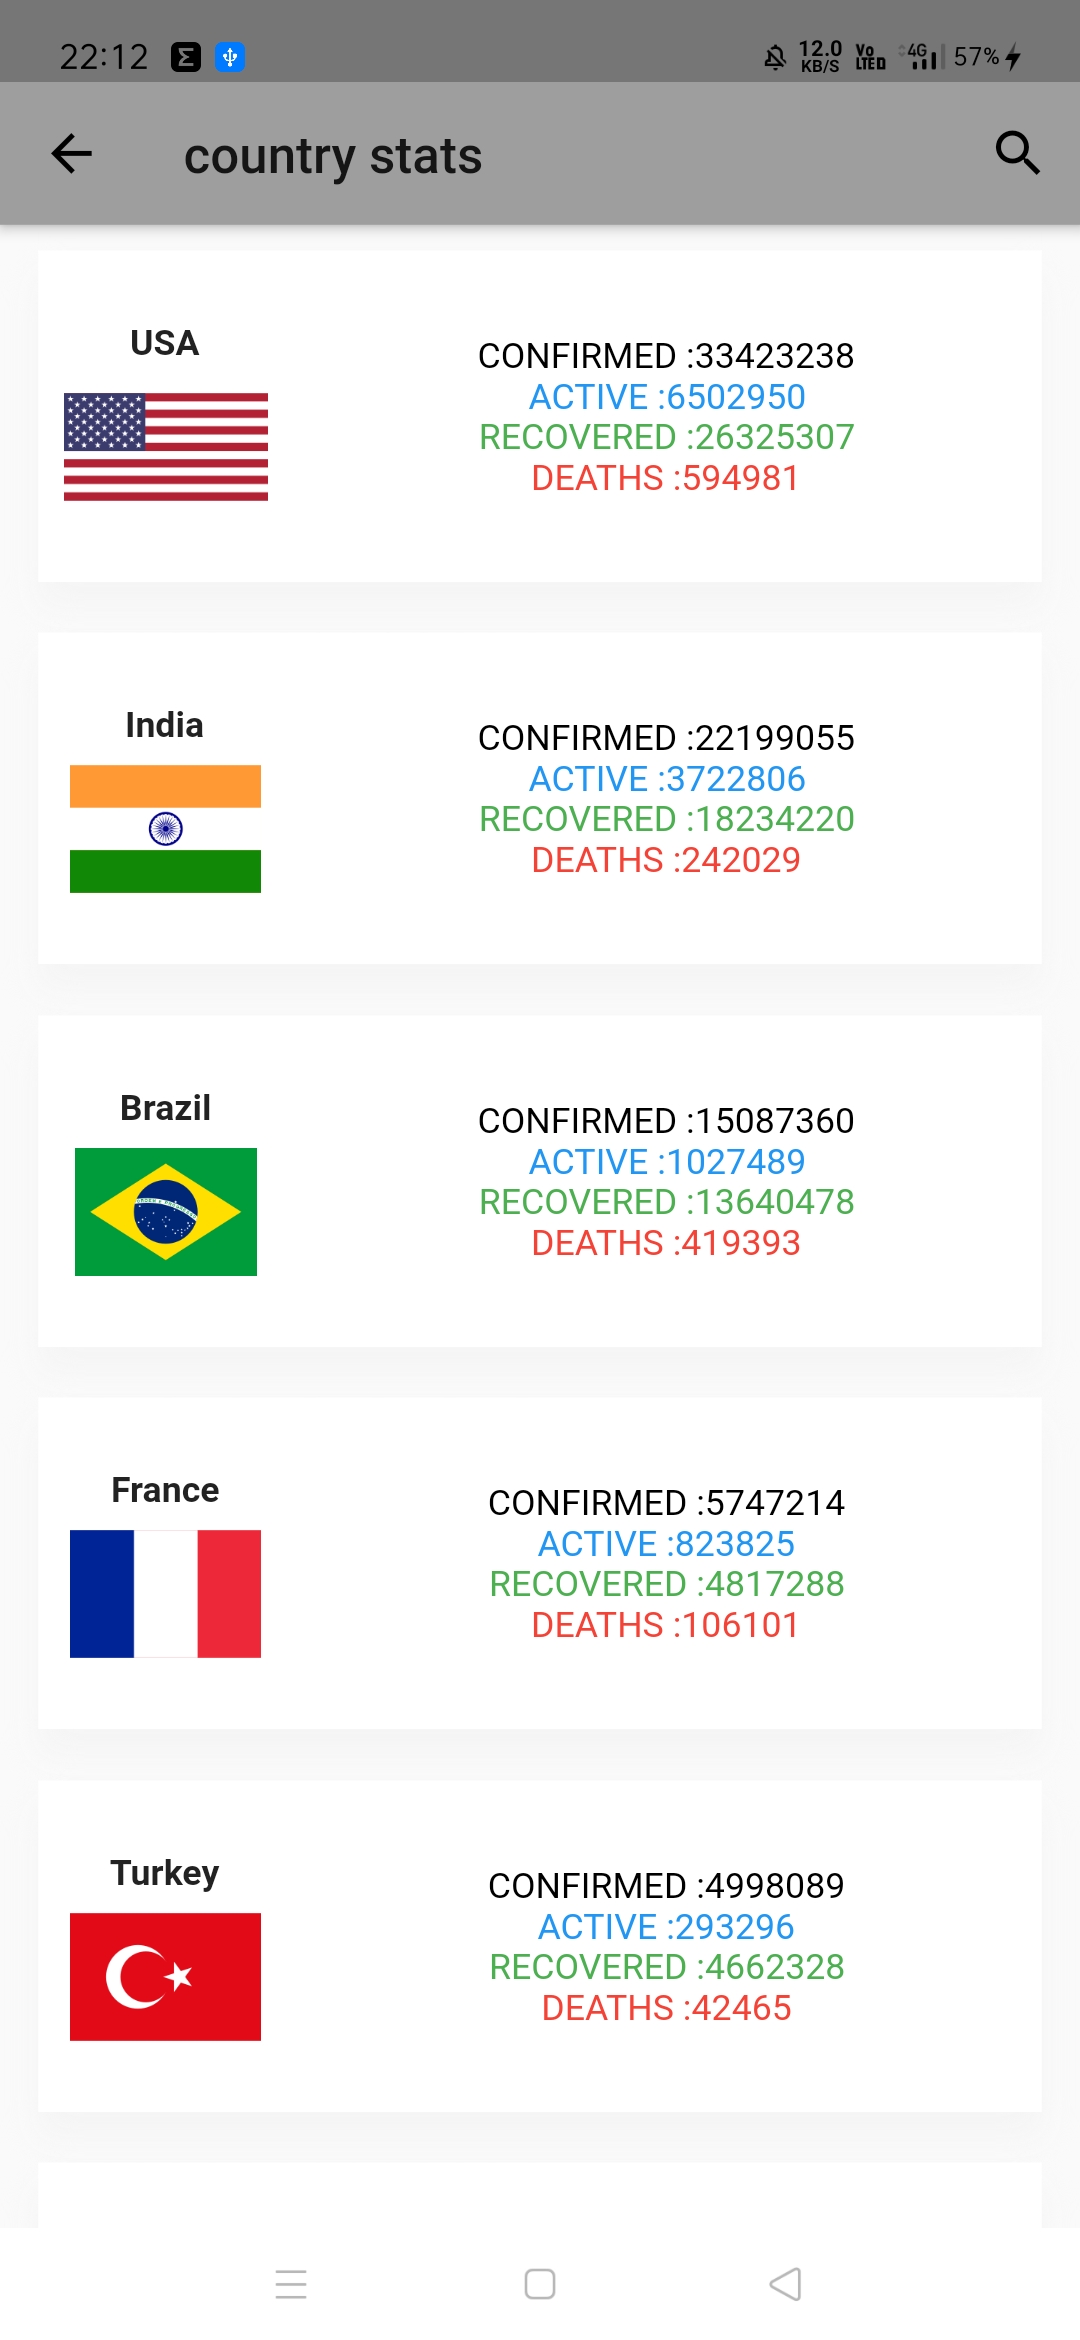 22:12
12.0 KB/S
Vo LTE
4G
57%
country stats
USA
CONFIRMED :33423238
ACTIVE :6502950
RECOVERED :26325307
DEATHS :594981
India
CONFIRMED :22199055
ACTIVE :3722806
RECOVERED :18234220
DEATHS :242029
Brazil
CONFIRMED :15087360
ACTIVE :1027489
RECOVERED :13640478
DEATHS :419393
France
CONFIRMED :5747214
ACTIVE :823825
RECOVERED :4817288
DEATHS :106101
Turkey
CONFIRMED :4998089
ACTIVE :293296
RECOVERED :4662328
DEATHS :42465